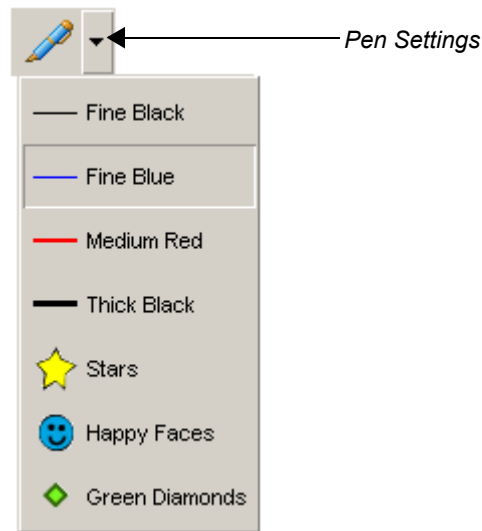 Pen Settings
Fine Black
Fine Blue
Medium Red
Thick Black
Stars
Happy Faces
Green Diamonds